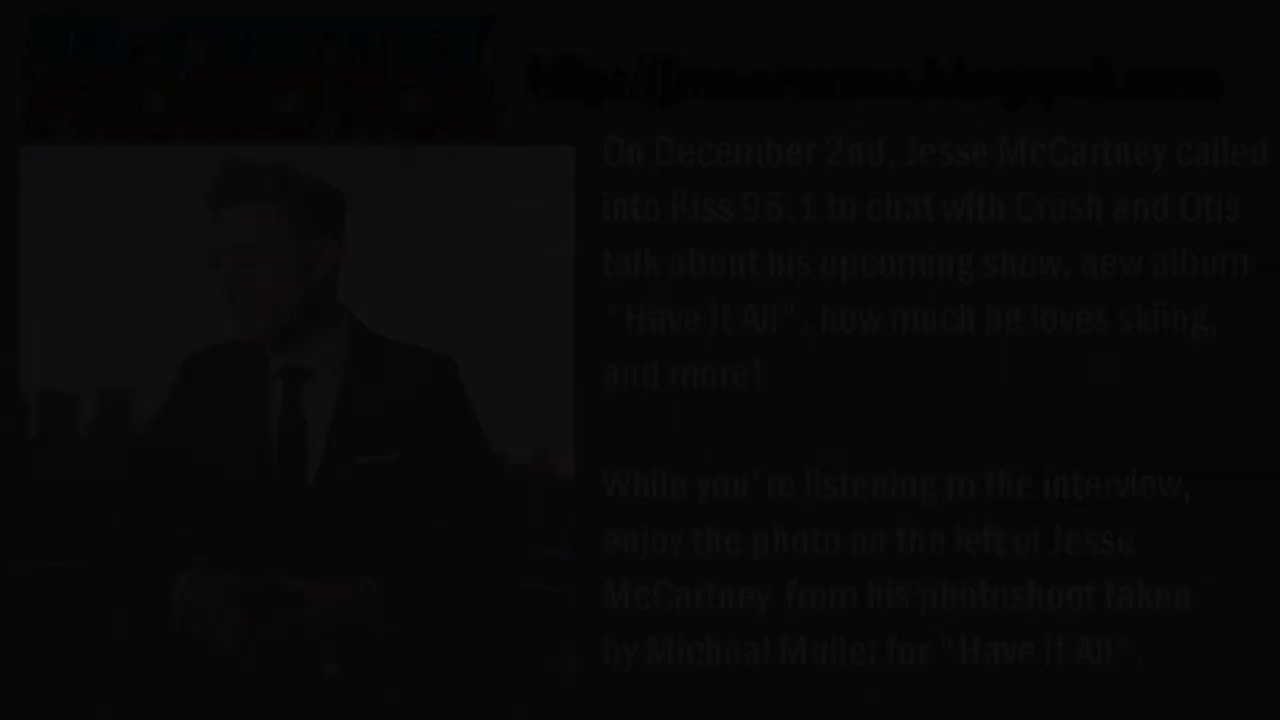 On December 2nd, Jesse McCartney called
into Kiss 95.1 to chat with Crash and Otis
talk about his upcoming show, new album
"Have it All", how much he loves skiing,
and more!
While you're listening to the interview,
enjoy the photo on the left of Jesse
McCartney from his photoshoot taken
by Micheal Muller for "Have it All".